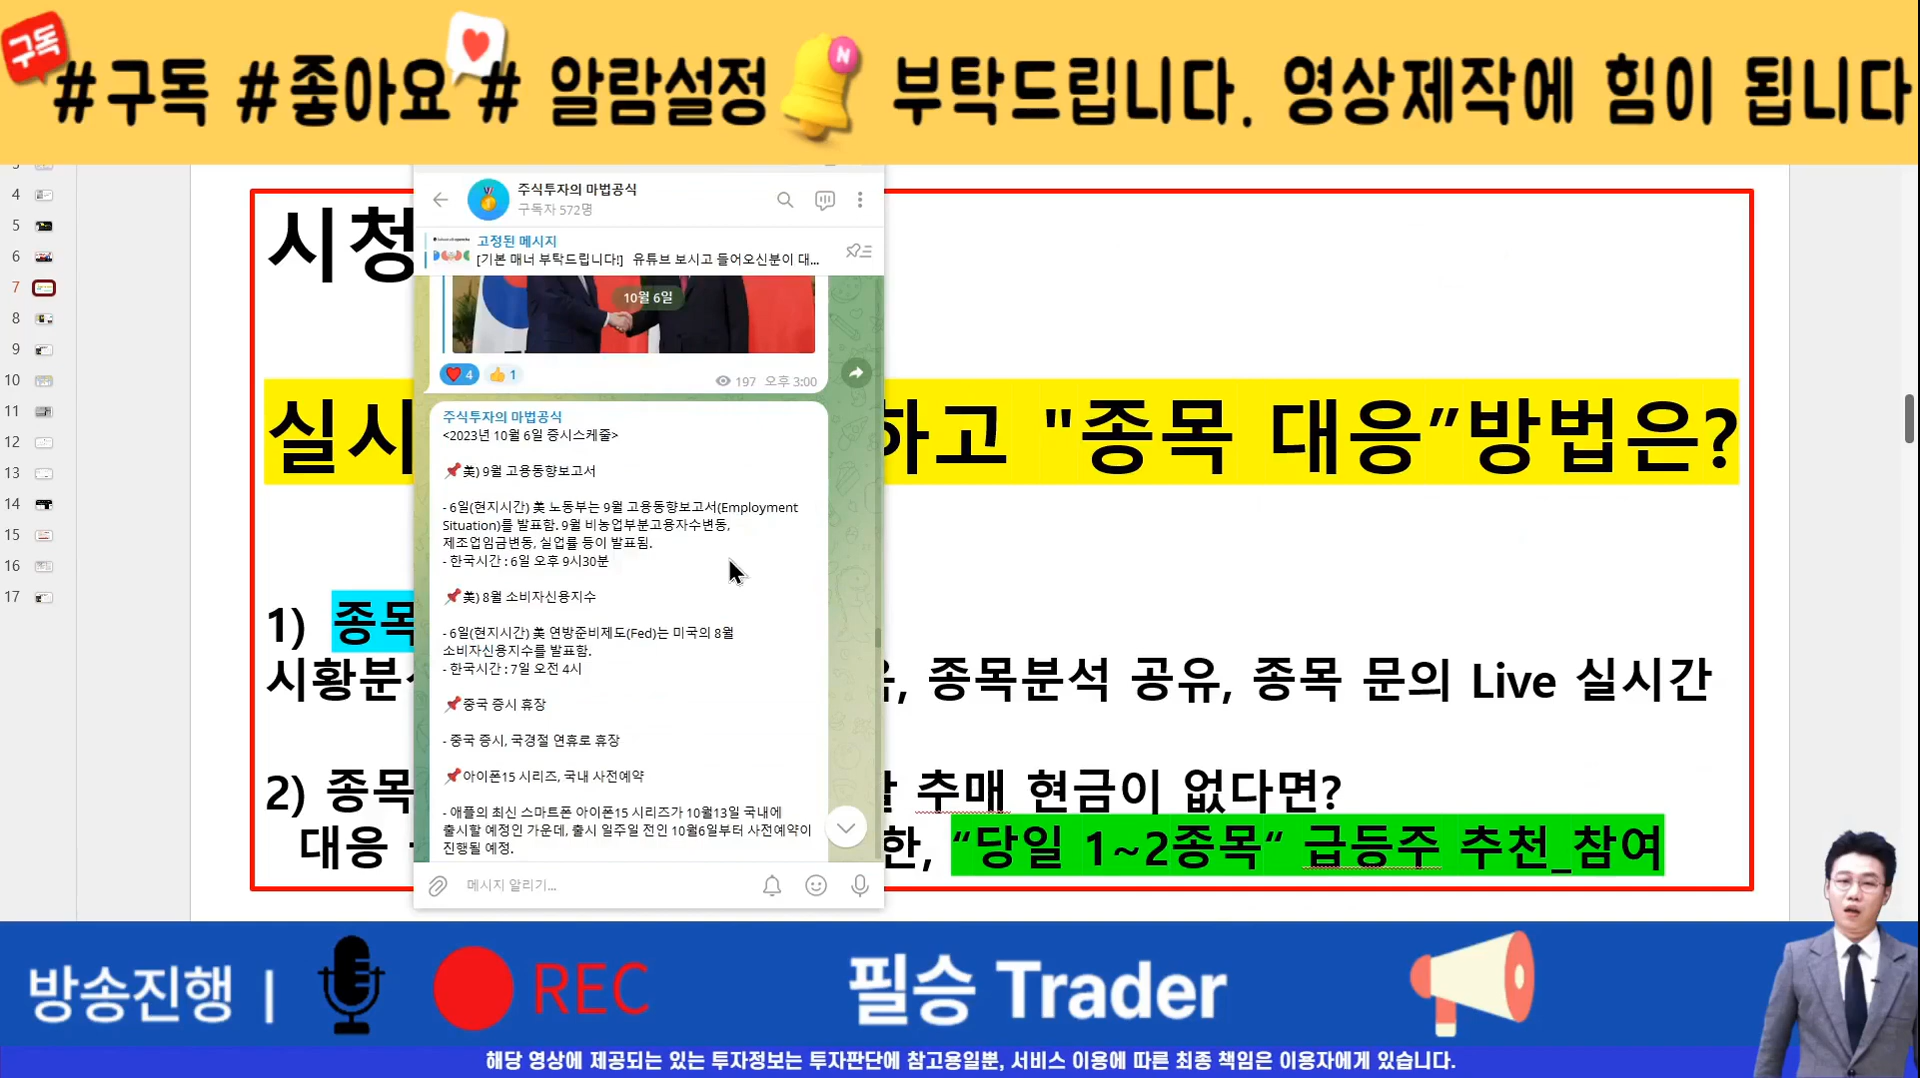 구독
#구독 #좋아요 # 알람설정 N 부탁드립니다. 영상제작에 힘이 됩니다
4
5
6
7
8
9
10
11
12
13
14
15
16
17
시청
실시 하고 "종목 대응”방법은?
1) 종목
시황분 , 종목분석 공유, 종목 문의 Live 실시간
2) 종목 추매 현금이 없다면?
대응 한, “당일 1~2종목“ 급등주 추천_참여
주식투자의 마법공식
구독자 572명
고정된 메시지
[기본 매너 부탁드립니다!] 유튜브 보시고 들어오신분이 대...
10월 6일
4 1
197 오후 3:00
주식투자의 마법공식
<2023년 10월 6일 증시스케줄>
美) 9월 고용동향보고서
- 6일(현지시간) 美 노동부는 9월 고용동향보고서(Employment
Situation)를 발표함. 9월 비농업부분고용자수변동,
제조업임금변동, 실업률 등이 발표됨.
- 한국시간 : 6일 오후 9시30분
美) 8월 소비자신용지수
- 6일(현지시간) 美 연방준비제도(Fed)는 미국의 8월
소비자신용지수를 발표함.
- 한국시간 : 7일 오전 4시
중국 증시 휴장
- 중국 증시, 국경절 연휴로 휴장
아이폰15 시리즈, 국내 사전예약
- 애플의 최신 스마트폰 아이폰15 시리즈가 10월13일 국내에
출시할 예정인 가운데, 출시 일주일 전인 10월6일부터 사전예약이
진행될 예정.
메시지 알리기...
방송진행 | REC 필승 Trader
해당 영상에 제공되는 있는 투자정보는 투자판단에 참고용일뿐, 서비스 이용에 따른 최종 책임은 이용자에게 있습니다.